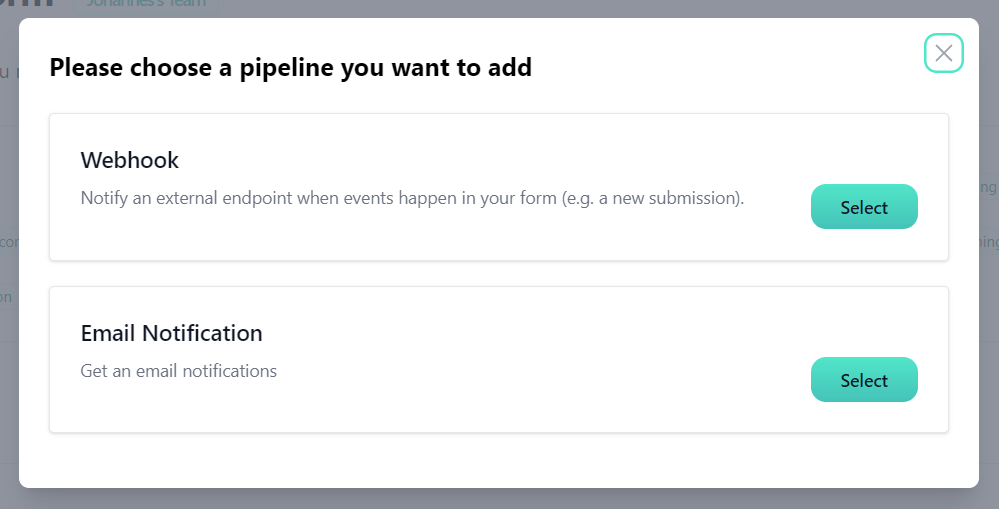 Johannes's Team
Please choose a pipeline you want to add
Webhook
Notify an external endpoint when events happen in your form (e.g. a new submission).
Select
Email Notification
Get an email notifications
Select